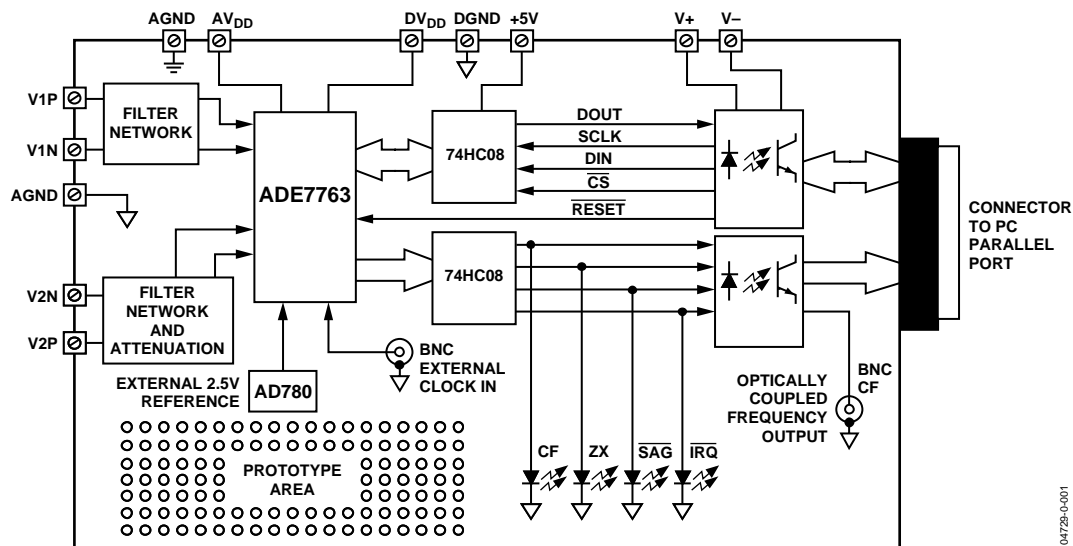 AGND
AVDD
DVDD
DGND
+5V
V+
V–
V1P
V1N
AGND
V2N
V2P
FILTER
NETWORK
FILTER
NETWORK
AND
ATTENUATION
ADE7763
74HC08
DOUT
SCLK
DIN
CS
RESET
74HC08
CONNECTOR
TO PC
PARALLEL
PORT
EXTERNAL 2.5V
REFERENCE
AD780
BNC
EXTERNAL
CLOCK IN
OPTICALLY
COUPLED
FREQUENCY
OUTPUT
BNC
CF
PROTOTYPE
AREA
CF
ZX
SAG
IRQ
04729-0-001